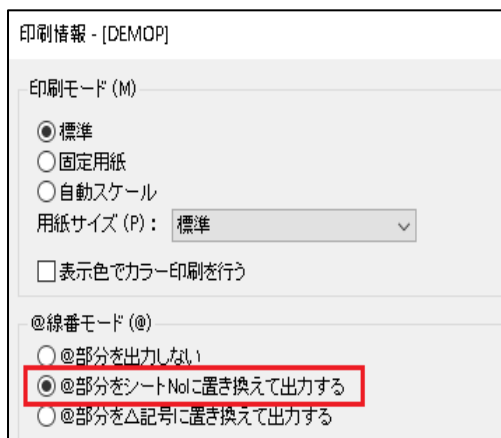 印刷情報 - [DEMOP]
印刷モード(M)
標準
固定用紙
自動スケール
用紙サイズ(P)： 標準
表示色でカラー印刷を行う
@線番モード(@)
@部分を出力しない
@部分をシートNoに置き換えて出力する
@部分を△記号に置き換えて出力する